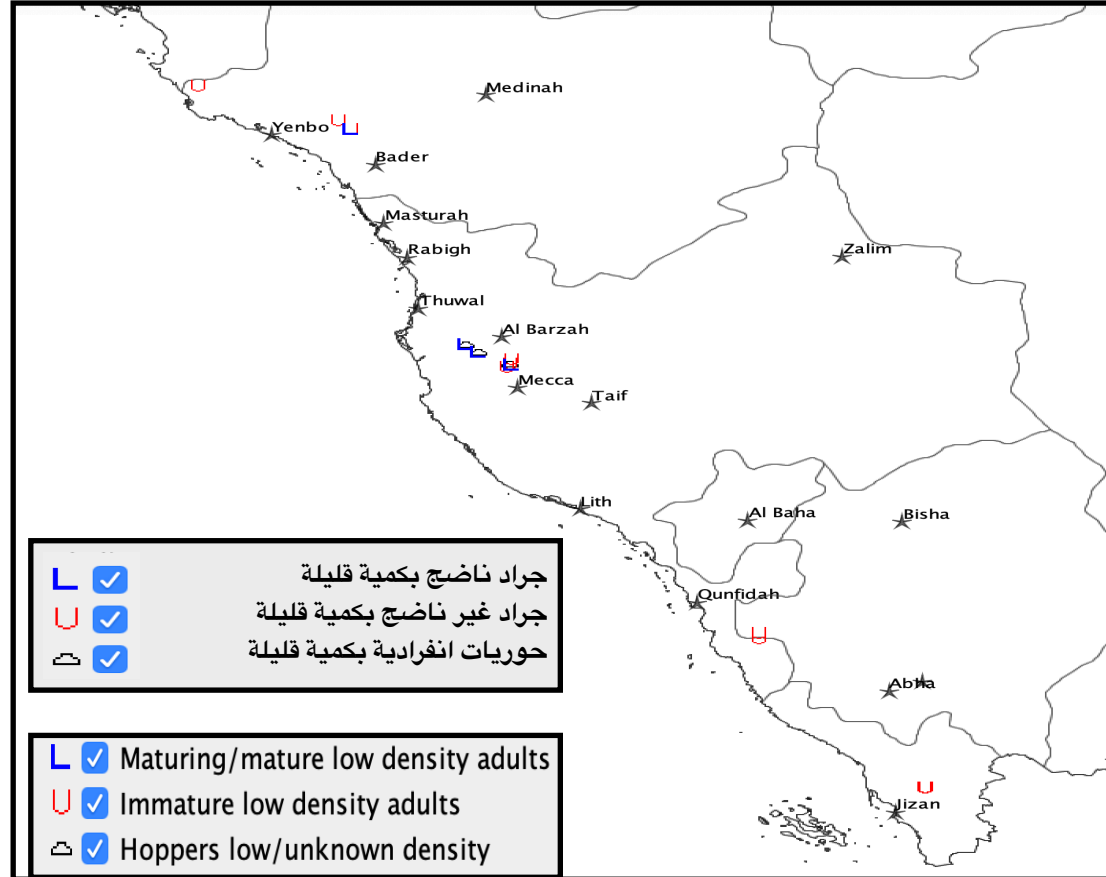 Medinah
Yenbo
Bader
Masturah
Rabigh
Zalim
Thuwal
Al Barzah
Mecca
Taif
Lith
Al Baha
Bisha
Qunfidah
Abha
Jizan
جراد ناضج بكمية قليلة
جراد غير ناضج بكمية قليلة
حوريات انفرادية بكمية قليلة
Maturing/mature low density adults
Immature low density adults
Hoppers low/unknown density